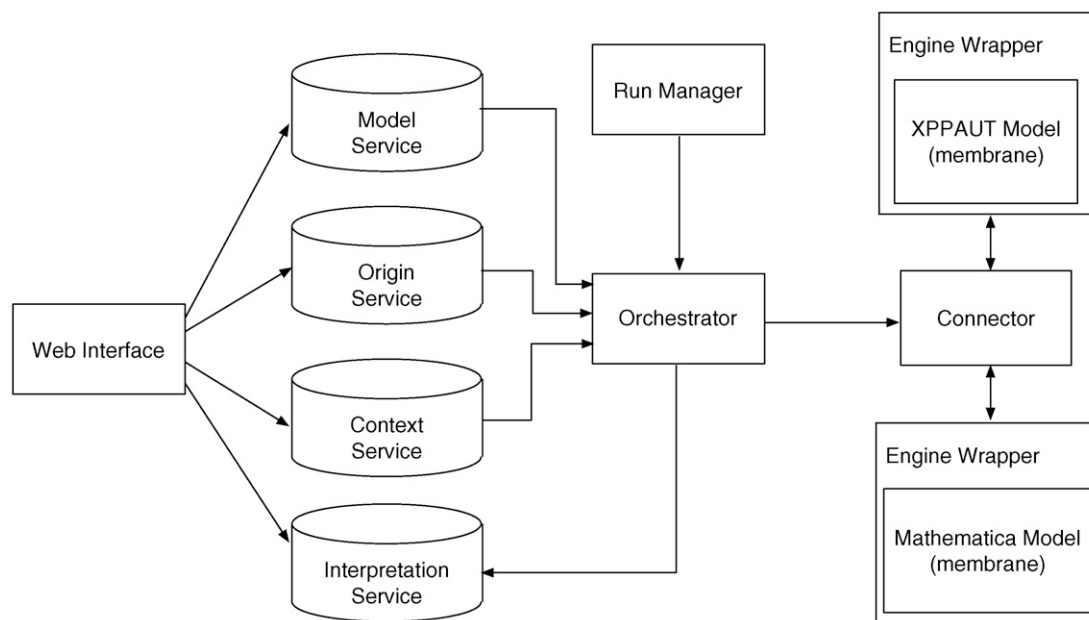 Engine Wrapper
XPPAUT Model
(membrane)
Run Manager
Model
Service
Origin
Service
Web Interface
Orchestrator
Connector
Context
Service
Engine Wrapper
Mathematica Model
(membrane)
Interpretation
Service